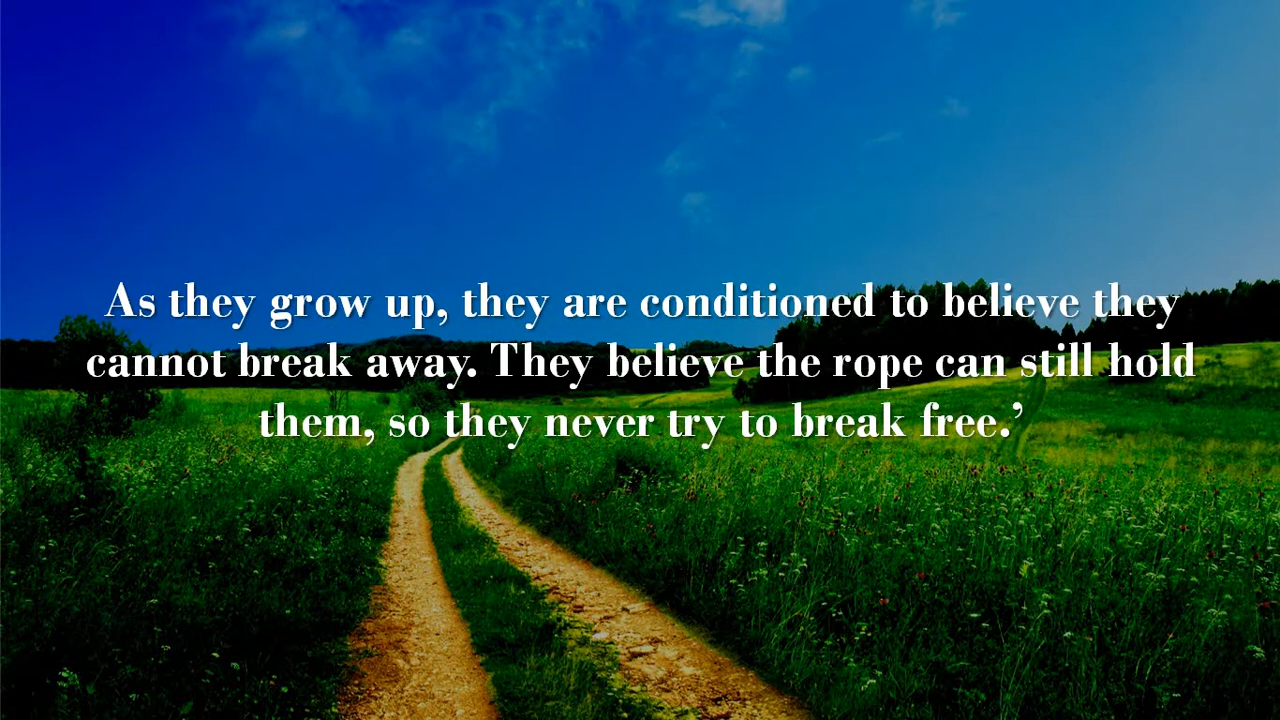 As they grow up, they are conditioned to believe they
cannot break away. They believe the rope can still hold
them, so they never try to break free.’